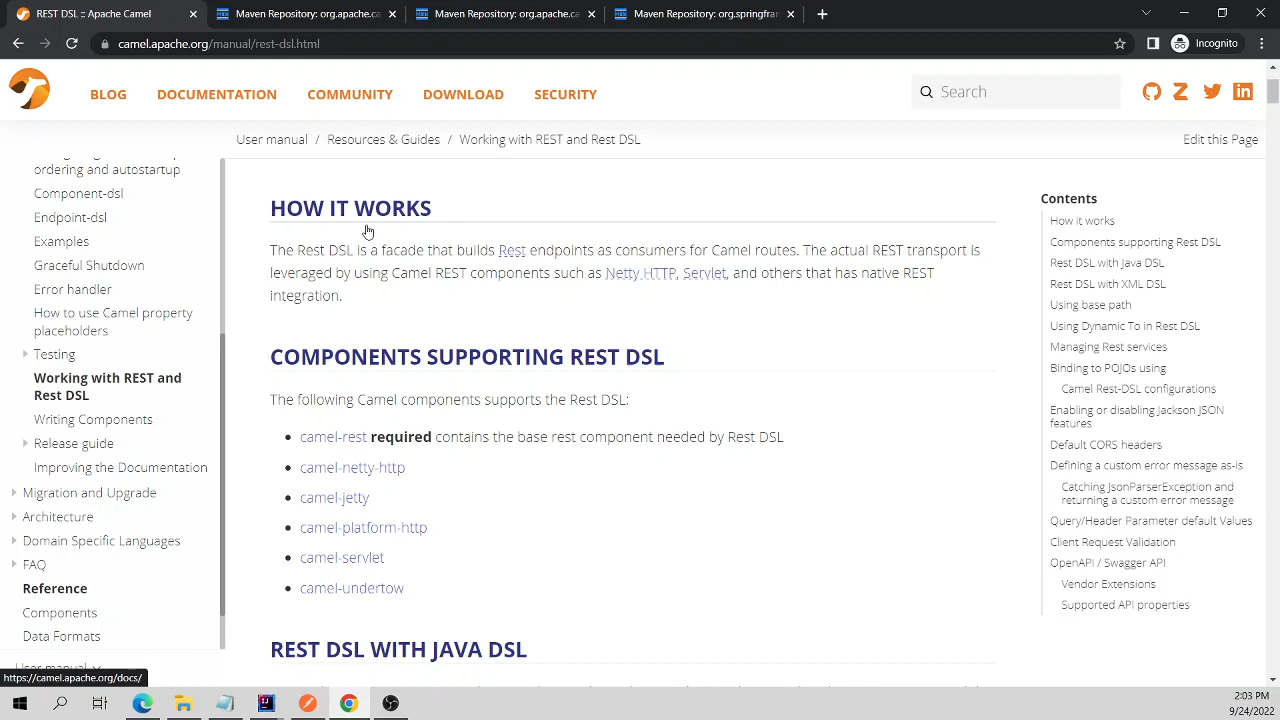 REST DSL :: Apache Camel
Maven Repository: org.apache.ca
Maven Repository: org.apache.ca
Maven Repository: org.springfran
camel.apache.org/manual/rest-dsl.html
Incognito
BLOG
DOCUMENTATION
COMMUNITY
DOWNLOAD
SECURITY
Search
User manual / Resources & Guides / Working with REST and Rest DSL
Edit this Page
ordering and autostartup
Component-dsl
Endpoint-dsl
Examples
Graceful Shutdown
Error handler
How to use Camel property
placeholders
Testing
Working with REST and
Rest DSL
Writing Components
Release guide
Improving the Documentation
Migration and Upgrade
Architecture
Domain Specific Languages
FAQ
Reference
Components
Data Formats
User manual
https://camel.apache.org/docs/
HOW IT WORKS
The Rest DSL is a facade that builds Rest endpoints as consumers for Camel routes. The actual REST transport is
leveraged by using Camel REST components such as Netty HTTP, Servlet, and others that has native REST
integration.
COMPONENTS SUPPORTING REST DSL
The following Camel components supports the Rest DSL:
camel-rest required contains the base rest component needed by Rest DSL
camel-netty-http
camel-jetty
camel-platform-http
camel-servlet
camel-undertow
REST DSL WITH JAVA DSL
Contents
How it works
Components supporting Rest DSL
Rest DSL with Java DSL
Rest DSL with XML DSL
Using base path
Using Dynamic To in Rest DSL
Managing Rest services
Binding to POJOs using
Camel Rest-DSL configurations
Enabling or disabling Jackson JSON
features
Default CORS headers
Defining a custom error message as-is
Catching JsonParserException and
returning a custom error message
Query/Header Parameter default Values
Client Request Validation
OpenAPI / Swagger API
Vendor Extensions
Supported API properties
2:03 PM
9/24/2022